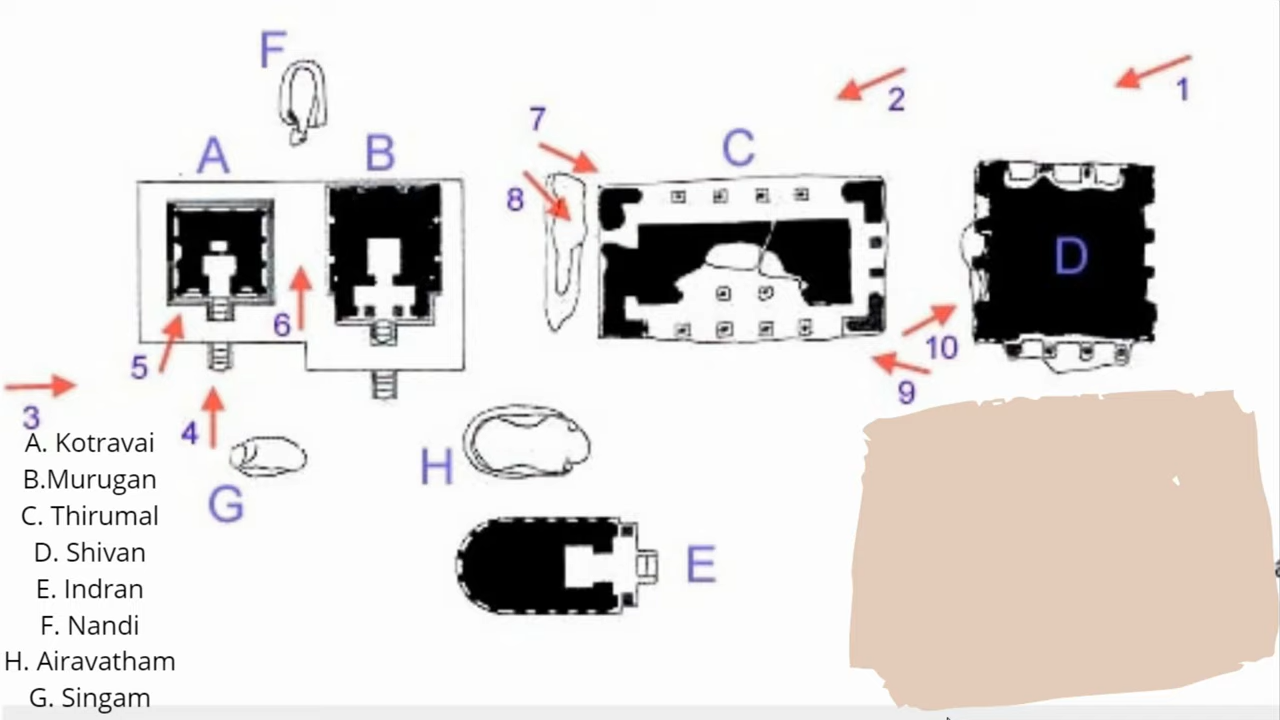 F
1
2
7
A
B
C
8
D
6
5
10
3
9
4
A. Kotravai
H
B.Murugan
G
C. Thirumal
D. Shivan
E
E. Indran
F. Nandi
H. Airavatham
G. Singam